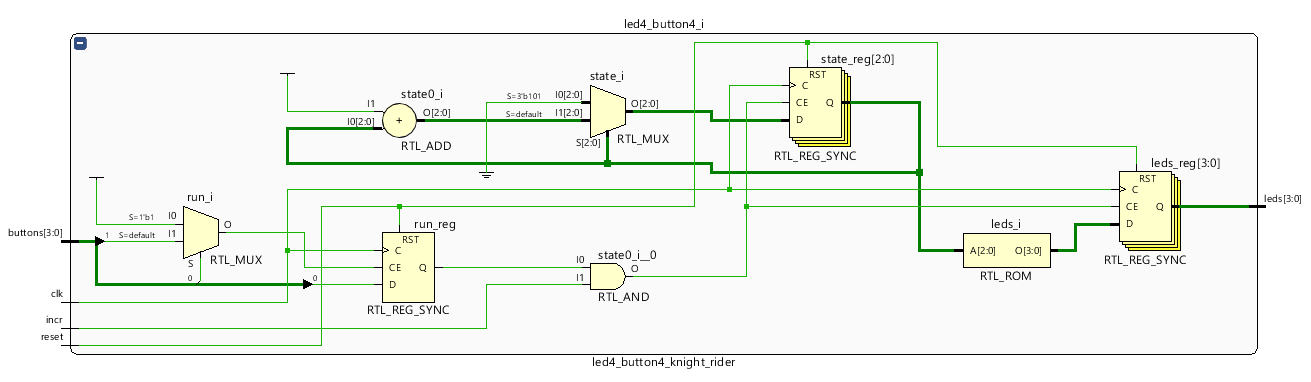 led4_button4_i
state_reg[2:0]
RST
C
CE Q
D
RTL_REG_SYNC
state_i
S=3'b101 I0[2:0]
O[2:0]
S=default I1[2:0]
S[2:0]
RTL_MUX
state0_i
I1
I0[2:0] + O[2:0]
RTL_ADD
leds_reg[3:0]
RST
C
CE Q
D
RTL_REG_SYNC
leds[3:0]
run_i
S=1'b1 I0
O
1 S=default I1
S
RTL_MUX
0
buttons[3:0]
run_reg
RST
C
CE Q
0 D
RTL_REG_SYNC
state0_i__0
I0
O
I1
RTL_AND
leds_i
A[2:0] O[3:0]
RTL_ROM
clk
incr
reset
led4_button4_knight_rider